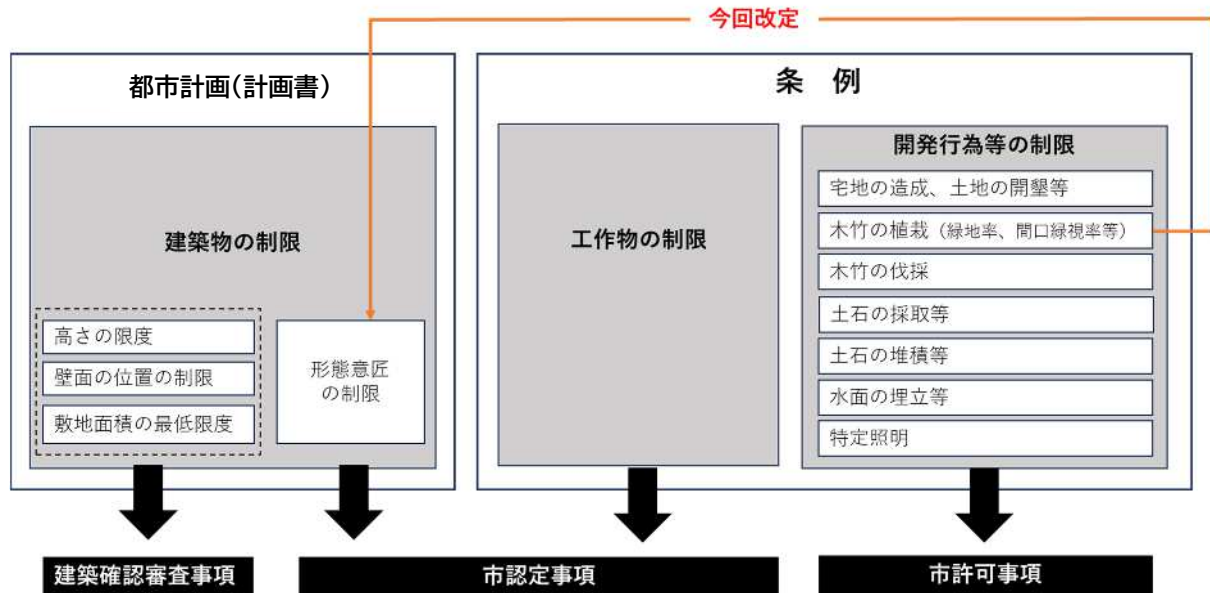 今回改定
都市計画(計画書)
建築物の制限
高さの限度
壁面の位置の制限
敷地面積の最低限度
形態意匠
の制限
条 例
工作物の制限
開発行為等の制限
宅地の造成、土地の開墾等
木竹の植栽(緑地率、間口緑視率等)
木竹の伐採
土石の採取等
土石の堆積等
水面の埋立等
特定照明
建築確認審査事項
市認定事項
市許可事項